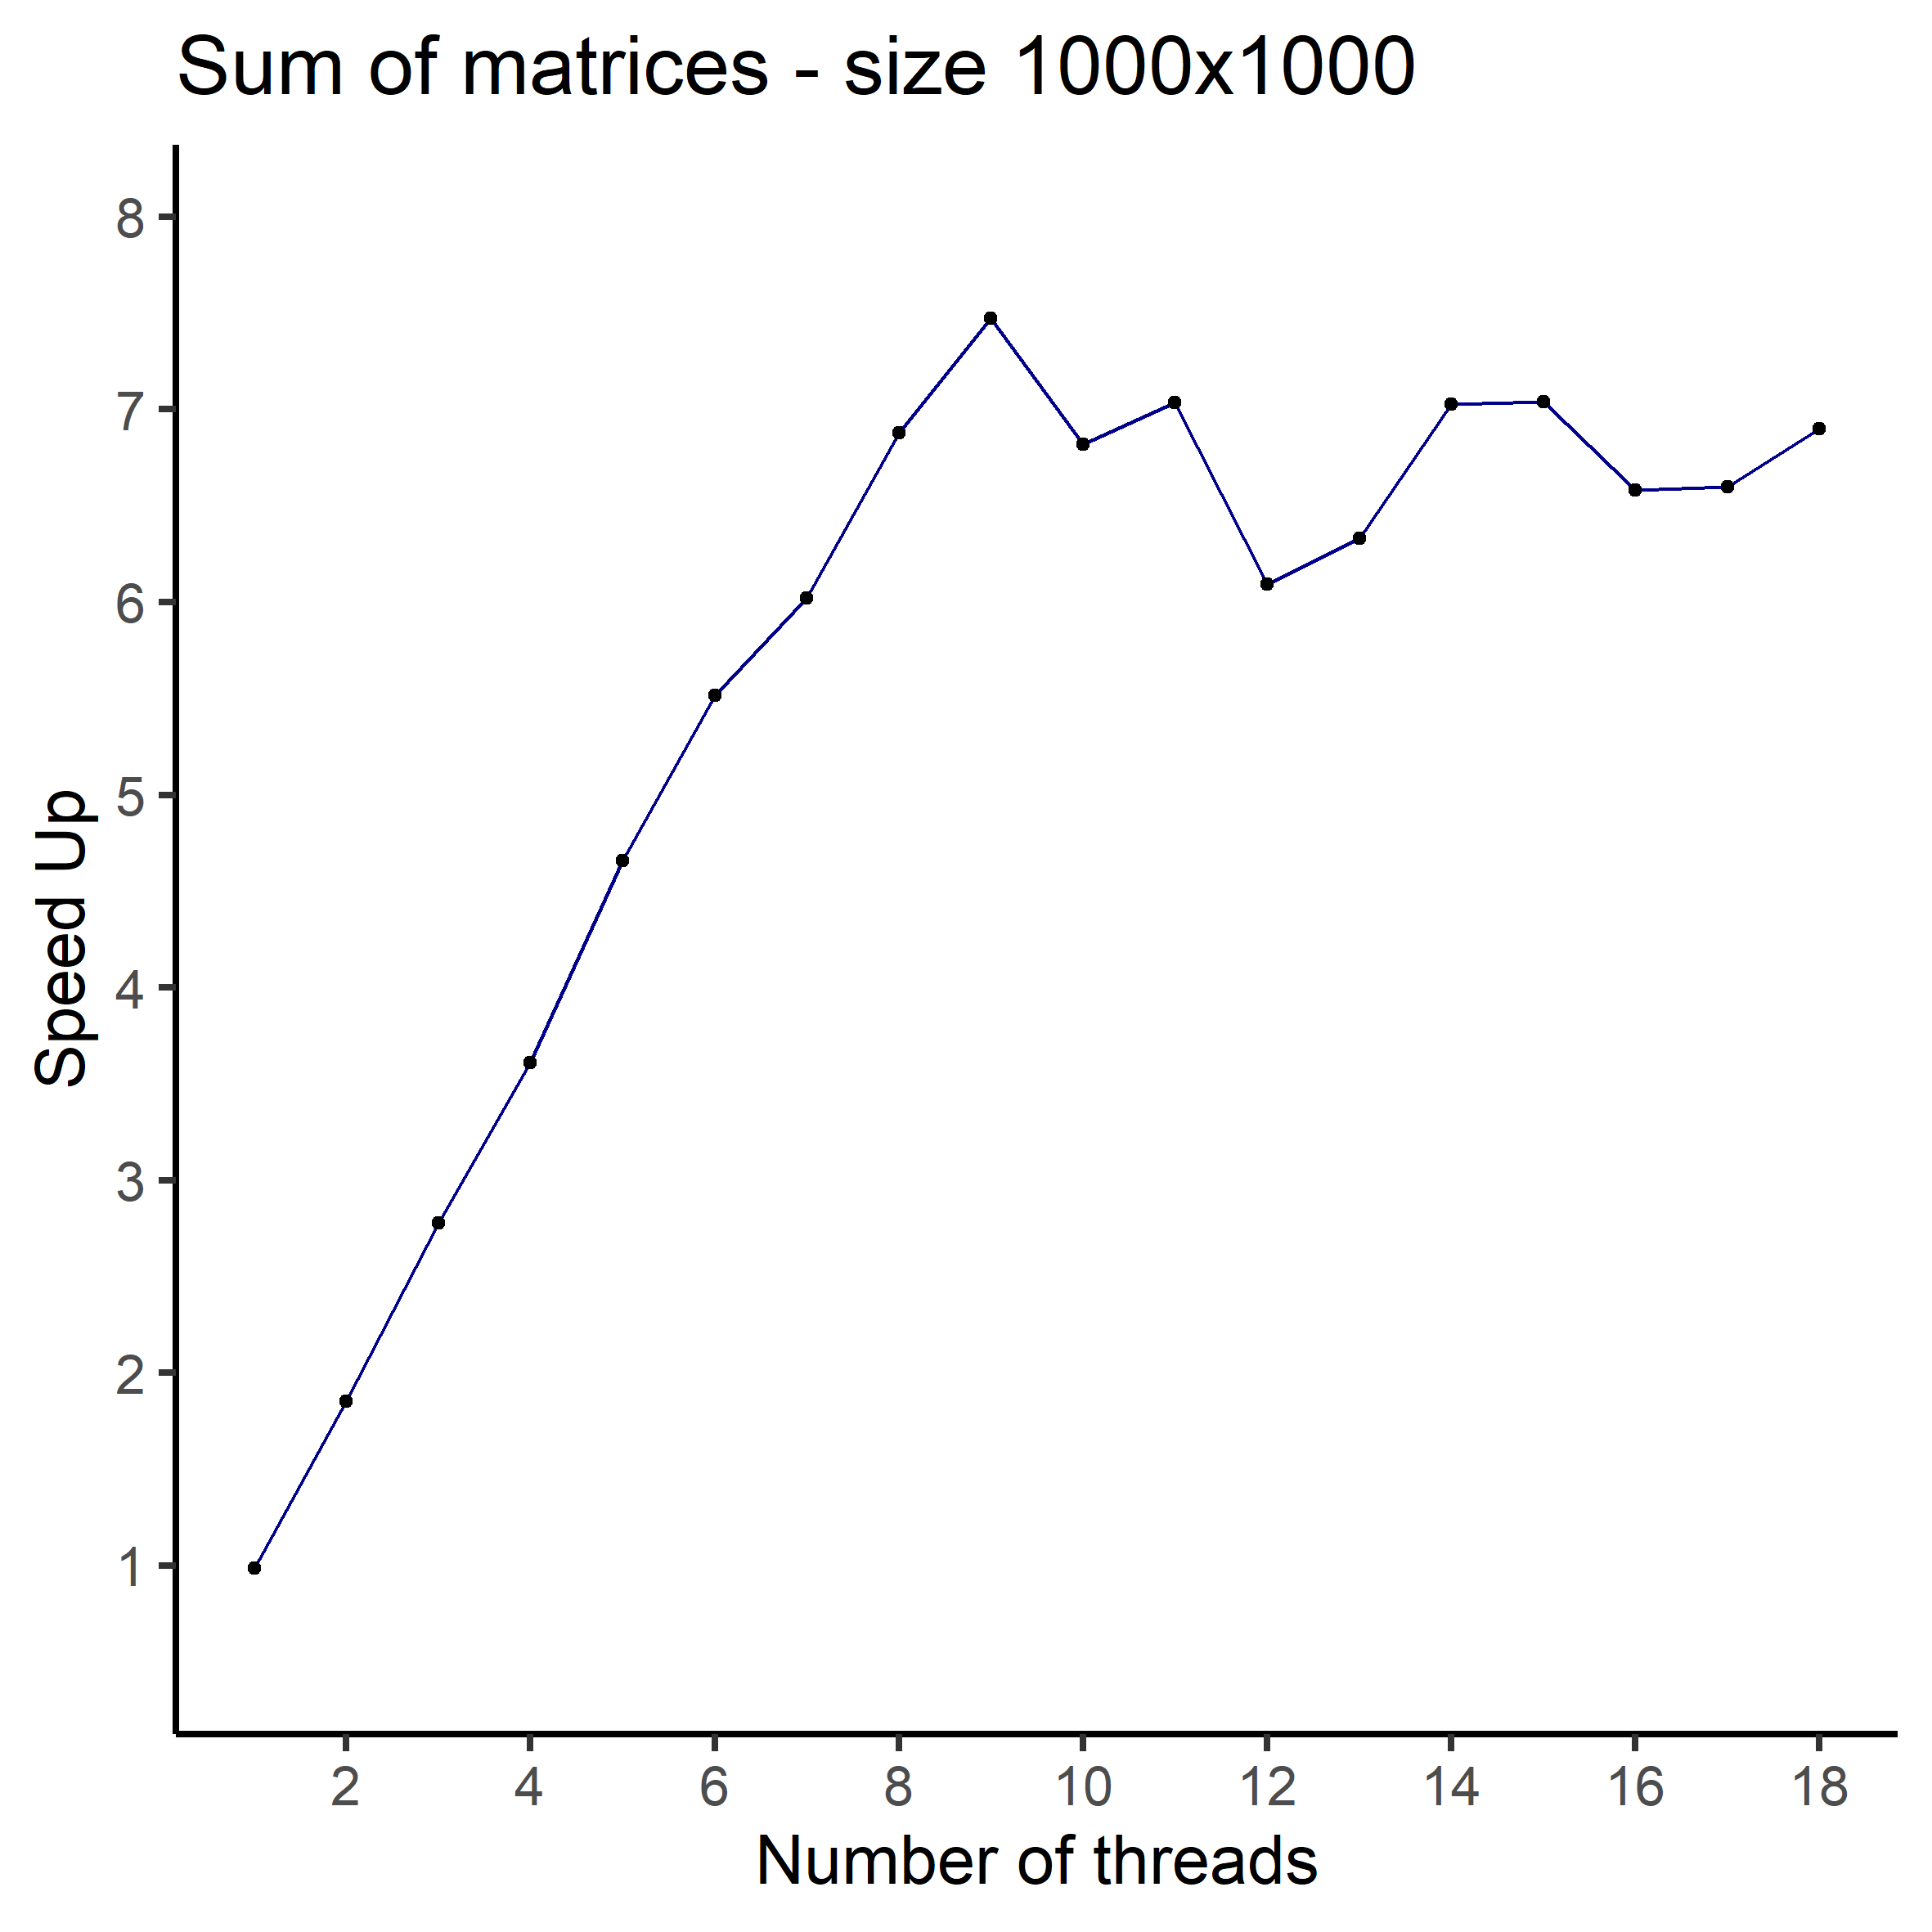 Sum of matrices - size 1000x1000
8
7
6
5
4
3
2
1
Speed Up
2 4 6 8 10 12 14 16 18
Number of threads